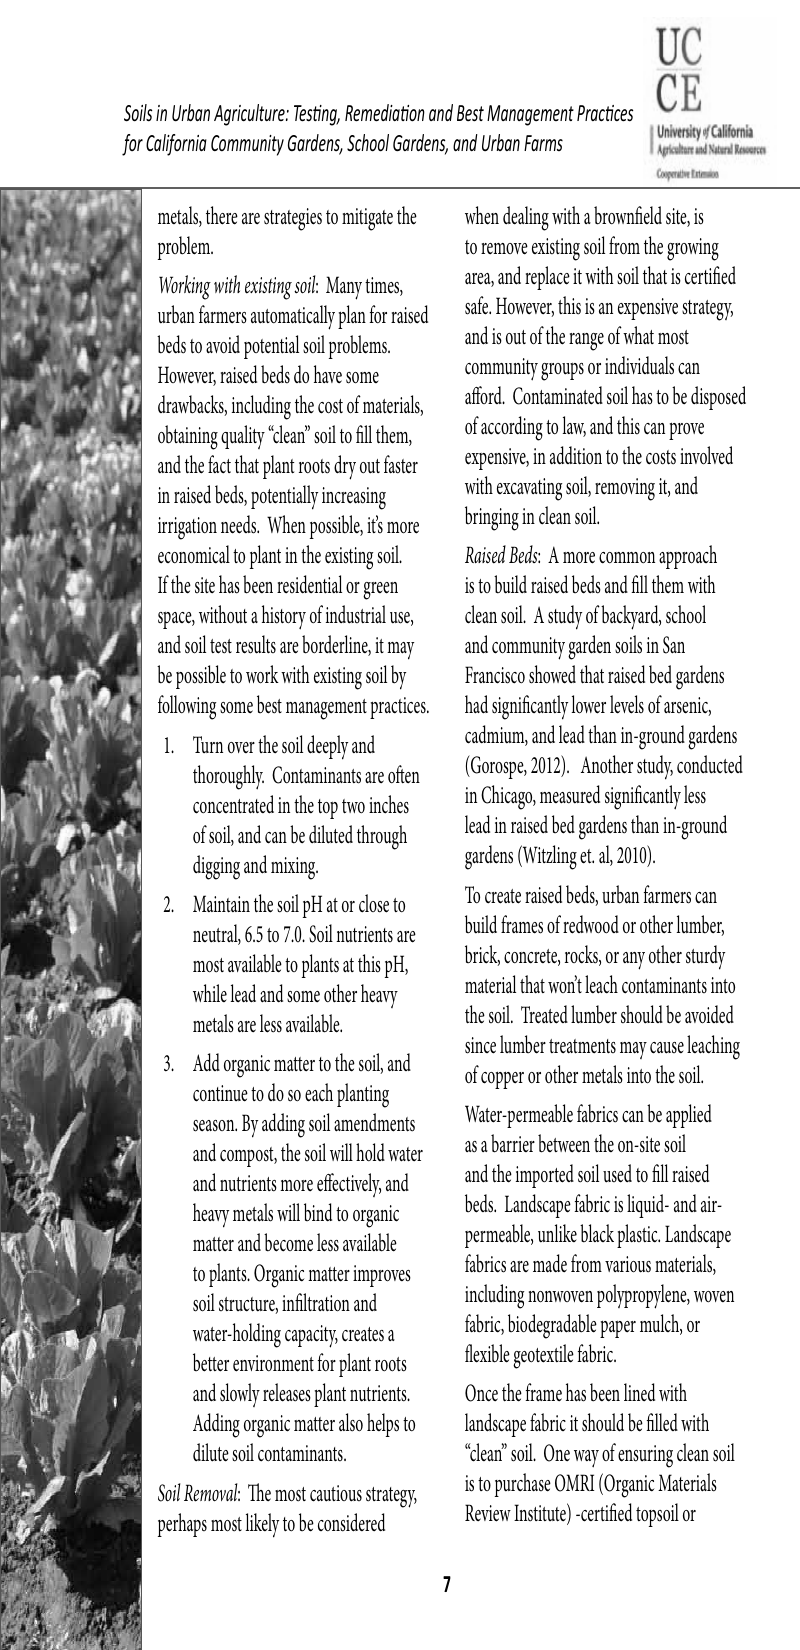 Soils in Urban Agriculture: Testing, Remediation and Best Management Practices
for California Community Gardens, School Gardens, and Urban Farms
UC
CE
University of California
Agriculture and Natural Resources
Cooperative Extension
metals, there are strategies to mitigate the
problem.
Working with existing soil:  Many times,
urban farmers automatically plan for raised
beds to avoid potential soil problems.
However, raised beds do have some
drawbacks, including the cost of materials,
obtaining quality “clean” soil to fill them,
and the fact that plant roots dry out faster
in raised beds, potentially increasing
irrigation needs.  When possible, it’s more
economical to plant in the existing soil.
If the site has been residential or green
space, without a history of industrial use,
and soil test results are borderline, it may
be possible to work with existing soil by
following some best management practices.
1. Turn over the soil deeply and
thoroughly.  Contaminants are often
concentrated in the top two inches
of soil, and can be diluted through
digging and mixing.
2. Maintain the soil pH at or close to
neutral, 6.5 to 7.0. Soil nutrients are
most available to plants at this pH,
while lead and some other heavy
metals are less available.
3. Add organic matter to the soil, and
continue to do so each planting
season. By adding soil amendments
and compost, the soil will hold water
and nutrients more effectively, and
heavy metals will bind to organic
matter and become less available
to plants. Organic matter improves
soil structure, infiltration and
water-holding capacity, creates a
better environment for plant roots
and slowly releases plant nutrients.
Adding organic matter also helps to
dilute soil contaminants.
Soil Removal:  The most cautious strategy,
perhaps most likely to be considered
when dealing with a brownfield site, is
to remove existing soil from the growing
area, and replace it with soil that is certified
safe. However, this is an expensive strategy,
and is out of the range of what most
community groups or individuals can
afford.  Contaminated soil has to be disposed
of according to law, and this can prove
expensive, in addition to the costs involved
with excavating soil, removing it, and
bringing in clean soil.
Raised Beds:  A more common approach
is to build raised beds and fill them with
clean soil.  A study of backyard, school
and community garden soils in San
Francisco showed that raised bed gardens
had significantly lower levels of arsenic,
cadmium, and lead than in-ground gardens
(Gorospe, 2012).   Another study, conducted
in Chicago, measured significantly less
lead in raised bed gardens than in-ground
gardens (Witzling et. al, 2010).
To create raised beds, urban farmers can
build frames of redwood or other lumber,
brick, concrete, rocks, or any other sturdy
material that won’t leach contaminants into
the soil.  Treated lumber should be avoided
since lumber treatments may cause leaching
of copper or other metals into the soil.
Water-permeable fabrics can be applied
as a barrier between the on-site soil
and the imported soil used to fill raised
beds.  Landscape fabric is liquid- and air-
permeable, unlike black plastic. Landscape
fabrics are made from various materials,
including nonwoven polypropylene, woven
fabric, biodegradable paper mulch, or
flexible geotextile fabric.
Once the frame has been lined with
landscape fabric it should be filled with
“clean” soil.  One way of ensuring clean soil
is to purchase OMRI (Organic Materials
Review Institute) -certified topsoil or
7